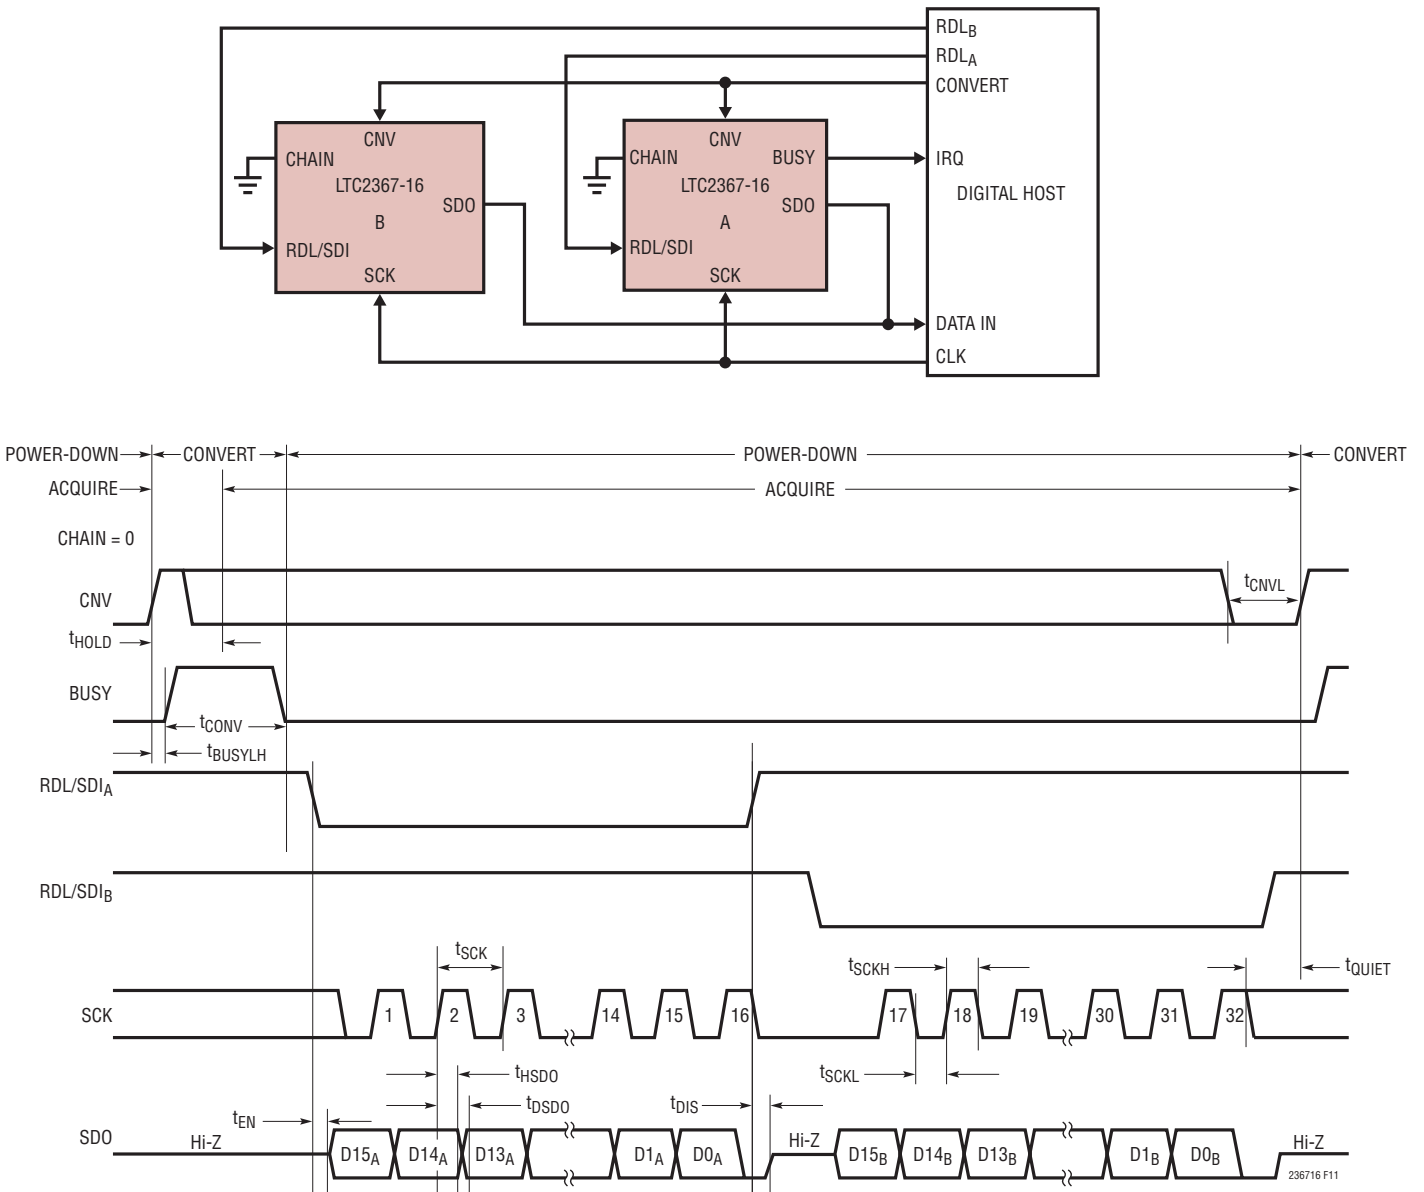 RDLB
RDLA
CONVERT
CNV
CNV
CHAIN
CHAIN
BUSY
IRQ
LTC2367-16
LTC2367-16
DIGITAL HOST
SDO
SDO
B
A
RDL/SDI
RDL/SDI
SCK
SCK
DATA IN
CLK
POWER-DOWN CONVERT POWER-DOWN CONVERT
ACQUIRE ACQUIRE
CHAIN = 0
CNV
tCNVL
tHOLD
BUSY
tCONV
tBUSYLH
RDL/SDIA
RDL/SDIB
tSCK
tSCKH
tQUIET
SCK 1 2 3 14 15 16 17 18 19 30 31 32
tHSDO
tSCKL
tDSDO
tDIS
tEN
SDO Hi-Z D15A D14A D13A D1A D0A Hi-Z D15B D14B D13B D1B D0B Hi-Z
236716 F11